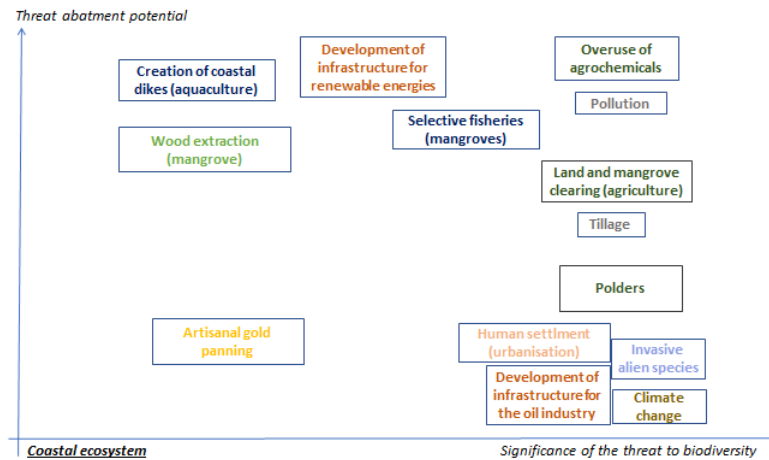 Threat abatment potential
Development of
infrastructure for
renewable energies
Overuse of
agrochemicals
Creation of coastal
dikes (aquaculture)
Pollution
Selective fisheries
(mangroves)
Wood extraction
(mangrove)
Land and mangrove
clearing (agriculture)
Tillage
Polders
Artisanal gold
panning
Human settlment
(urbanisation)
Invasive
alien species
Development of
infrastructure for
the oil industry
Climate
change
Coastal ecosystem
Significance of the threat to biodiversity